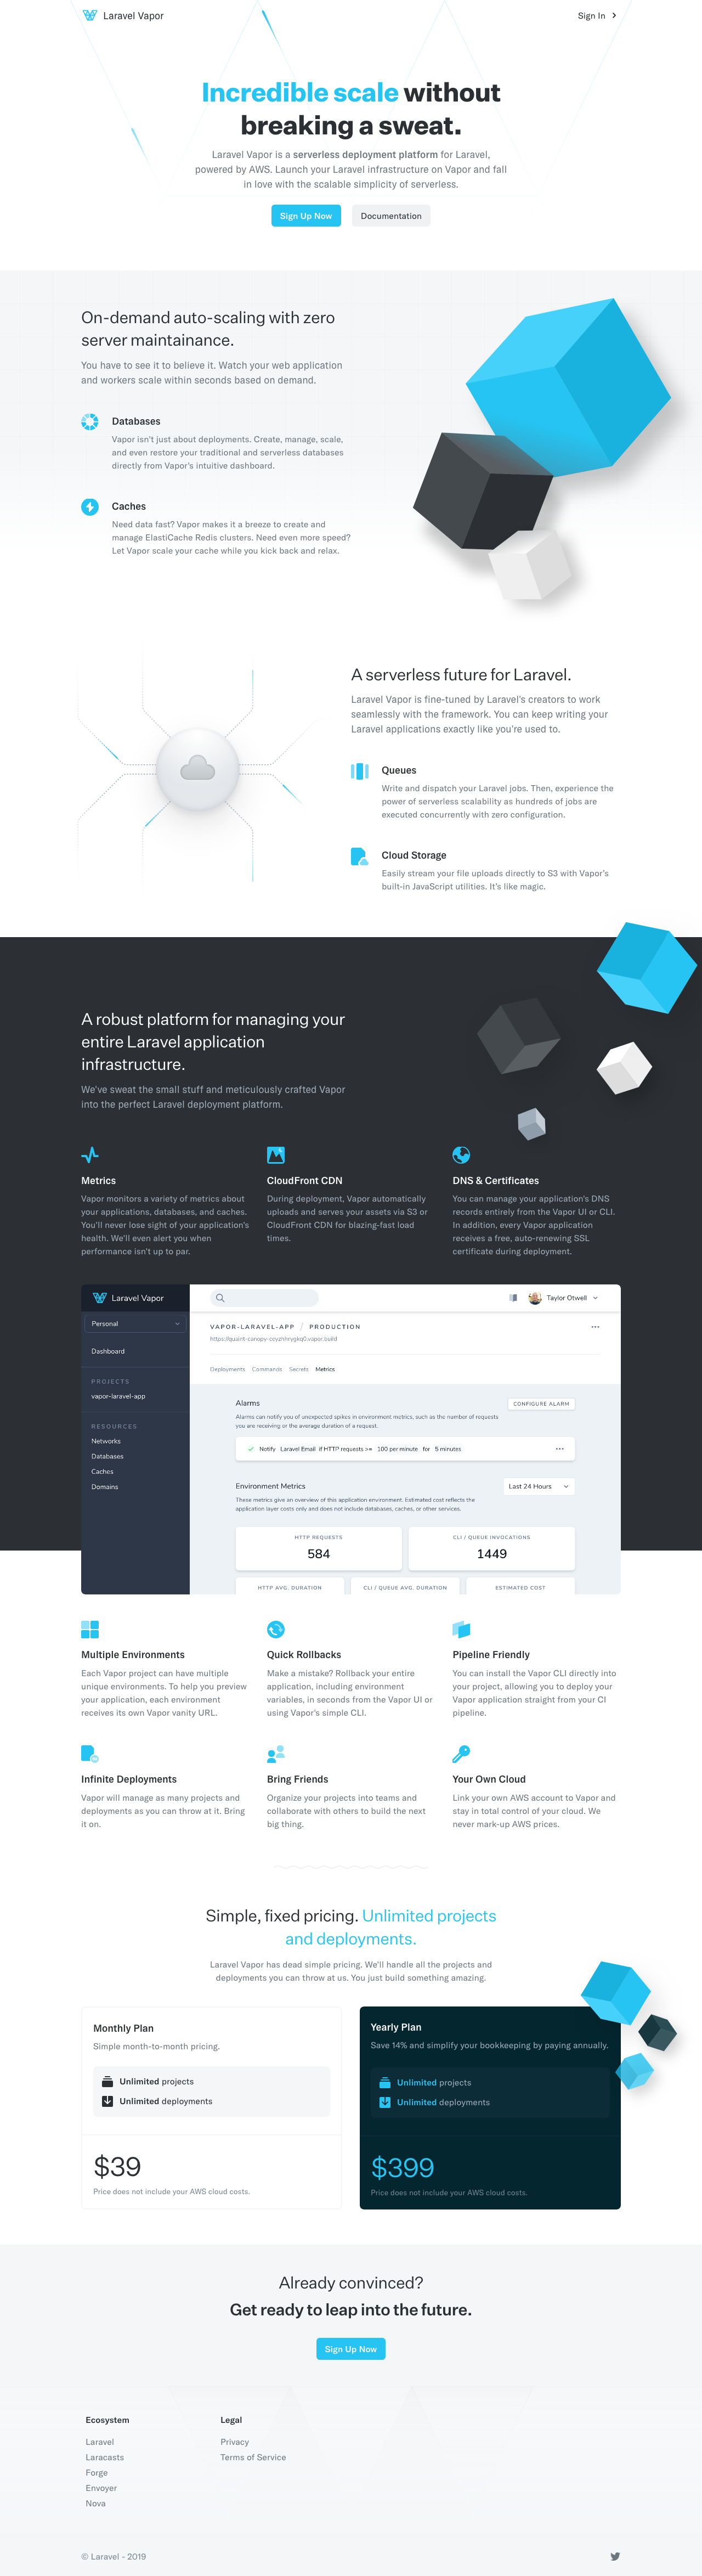 Laravel Vapor
Sign In
Incredible scale without
breaking a sweat.
Laravel Vapor is a serverless deployment platform for Laravel,
powered by AWS. Launch your Laravel infrastructure on Vapor and fall
in love with the scalable simplicity of serverless.
Sign Up Now
Documentation
On-demand auto-scaling with zero
server maintainance.
You have to see it to believe it. Watch your web application
and workers scale within seconds based on demand.
Databases
Vapor isn't just about deployments. Create, manage, scale,
and even restore your traditional and serverless databases
directly from Vapor's intuitive dashboard.
Caches
Need data fast? Vapor makes it a breeze to create and
manage ElastiCache Redis clusters. Need even more speed?
Let Vapor scale your cache while you kick back and relax.
A serverless future for Laravel.
Laravel Vapor is fine-tuned by Laravel's creators to work
seamlessly with the framework. You can keep writing your
Laravel applications exactly like you're used to.
Queues
Write and dispatch your Laravel jobs. Then, experience the
power of serverless scalability as hundreds of jobs are
executed concurrently with zero configuration.
Cloud Storage
Easily stream your file uploads directly to S3 with Vapor's
built-in JavaScript utilities. It's like magic.
A robust platform for managing your
entire Laravel application
infrastructure.
We've sweat the small stuff and meticulously crafted Vapor
into the perfect Laravel deployment platform.
Metrics
Vapor monitors a variety of metrics about
your applications, databases, and caches.
You'll never lose sight of your application's
health. We'll even alert you when
performance isn't up to par.
CloudFront CDN
During deployment, Vapor automatically
uploads and serves your assets via S3 or
CloudFront CDN for blazing-fast load
times.
DNS & Certificates
You can manage your application's DNS
records entirely from the Vapor UI or CLI.
In addition, every Vapor application
receives a free, auto-renewing SSL
certificate during deployment.
Laravel Vapor
Taylor Otwell
Personal
Dashboard
PROJECTS
vapor-laravel-app
RESOURCES
Networks
Databases
Caches
Domains
VAPOR-LARAVEL-APP / PRODUCTION
Deployments Commands Secrets Metrics
Alarms
CONFIGURE ALARM
Alarms can notify you of unexpected spikes in environment metrics, such as the number of requests
you are receiving or the average duration of a request.
Notify Laravel Email if HTTP requests >= 100 per minute for 5 minutes
Environment Metrics
Last 24 Hours
These metrics give an overview of this application environment. Estimated cost reflects the
application layer costs only and does not include databases, caches, or other services.
HTTP REQUESTS
584
CLI / QUEUE INVOCATIONS
1449
HTTP AVG. DURATION
CLI / QUEUE AVG. DURATION
ESTIMATED COST
Multiple Environments
Each Vapor project can have multiple
unique environments. To help you preview
your application, each environment
receives its own Vapor vanity URL.
Quick Rollbacks
Make a mistake? Rollback your entire
application, including environment
variables, in seconds from the Vapor UI or
using Vapor's simple CLI.
Pipeline Friendly
You can install the Vapor CLI directly into
your project, allowing you to deploy your
Vapor application straight from your CI
pipeline.
Infinite Deployments
Vapor will manage as many projects and
deployments as you can throw at it. Bring
it on.
Bring Friends
Organize your projects into teams and
collaborate with others to build the next
big thing.
Your Own Cloud
Link your own AWS account to Vapor and
stay in total control of your cloud. We
never mark-up AWS prices.
Simple, fixed pricing. Unlimited projects
and deployments.
Laravel Vapor has dead simple pricing. We'll handle all the projects and
deployments you can throw at us. You just build something amazing.
Monthly Plan
Simple month-to-month pricing.
Unlimited projects
Unlimited deployments
$39
Price does not include your AWS cloud costs.
Yearly Plan
Save 14% and simplify your bookkeeping by paying annually.
Unlimited projects
Unlimited deployments
$399
Price does not include your AWS cloud costs.
Already convinced?
Get ready to leap into the future.
Sign Up Now
Ecosystem
Laravel
Laracasts
Forge
Envoyer
Nova
Legal
Privacy
Terms of Service
© Laravel - 2019